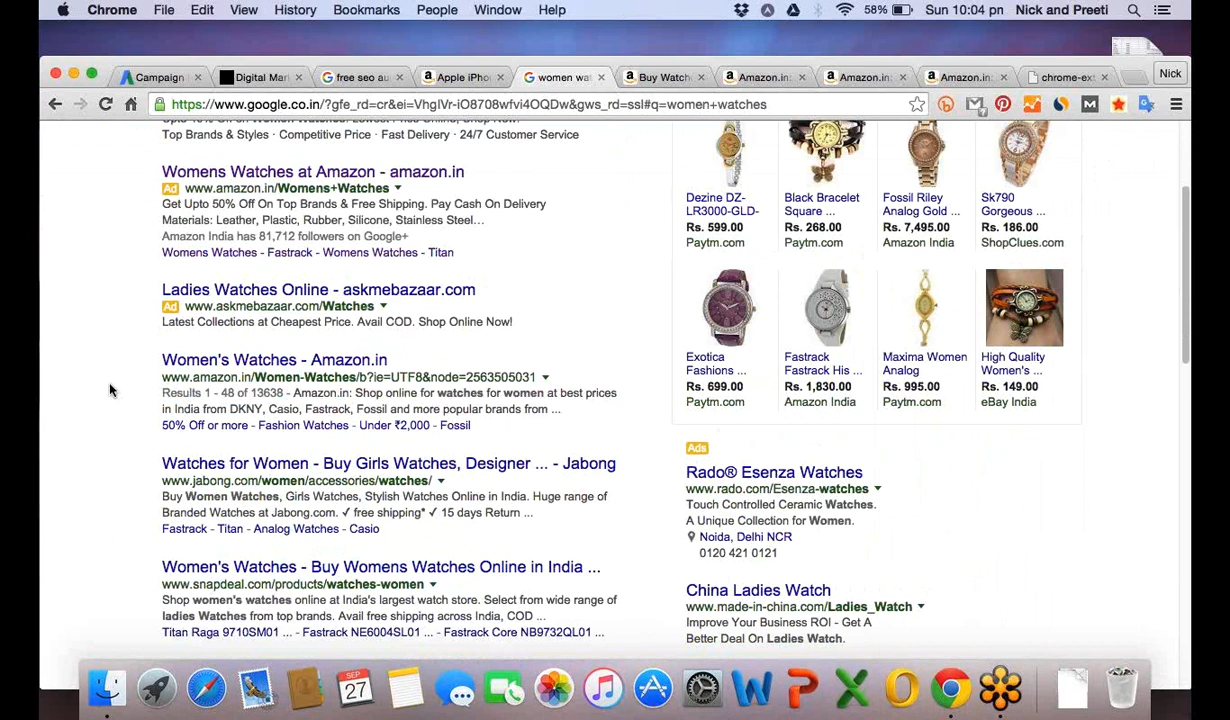 Chrome File Edit View History Bookmarks People Window Help 58% Sun 10:04 pm Nick and Preeti
Campaign Digital Mar free seo au Apple iPho women wa Buy Watch Amazon.in: Amazon.in: Amazon.in: chrome-ext Nick
https://www.google.co.in/?gfe_rd=cr&ei=VhglVr-iO8708wfvi4OQDw&gws_rd=ssl#q=women+watches
Top Brands & Styles · Competitive Price · Fast Delivery · 24/7 Customer Service
Womens Watches at Amazon - amazon.in
Ad www.amazon.in/Womens+Watches
Get Upto 50% Off On Top Brands & Free Shipping. Pay Cash On Delivery
Materials: Leather, Plastic, Rubber, Silicone, Stainless Steel…
Amazon India has 81,712 followers on Google+
Womens Watches - Fastrack - Womens Watches - Titan
Ladies Watches Online - askmebazaar.com
Ad www.askmebazaar.com/Watches
Latest Collections at Cheapest Price. Avail COD. Shop Online Now!
Women's Watches - Amazon.in
www.amazon.in/Women-Watches/b?ie=UTF8&node=2563505031
Results 1 - 48 of 13638 - Amazon.in: Shop online for watches for women at best prices
in India from DKNY, Casio, Fastrack, Fossil and more popular brands from ...
50% Off or more - Fashion Watches - Under ₹2,000 - Fossil
Watches for Women - Buy Girls Watches, Designer ... - Jabong
www.jabong.com/women/accessories/watches/
Buy Women Watches, Girls Watches, Stylish Watches Online in India. Huge range of
Branded Watches at Jabong.com. ✓ free shipping* ✓ 15 days Return ...
Fastrack - Titan - Analog Watches - Casio
Women's Watches - Buy Womens Watches Online in India ...
www.snapdeal.com/products/watches-women
Shop women's watches online at India's largest watch store. Select from wide range of
ladies Watches from top brands. Avail free shipping across India, COD ...
Titan Raga 9710SM01 ... - Fastrack NE6004SL01 ... - Fastrack Core NB9732QL01 ...
Dezine DZ-
LR3000-GLD-
Rs. 599.00
Paytm.com
Black Bracelet
Square ...
Rs. 268.00
Paytm.com
Fossil Riley
Analog Gold ...
Rs. 7,495.00
Amazon India
Sk790
Gorgeous ...
Rs. 186.00
ShopClues.com
Exotica
Fashions ...
Rs. 699.00
Paytm.com
Fastrack
Fastrack His ...
Rs. 1,830.00
Amazon India
Maxima Women
Analog
Rs. 995.00
Paytm.com
High Quality
Women's ...
Rs. 149.00
eBay India
Ads
Rado® Esenza Watches
www.rado.com/Esenza-watches
Touch Controlled Ceramic Watches.
A Unique Collection for Women.
Noida, Delhi NCR
0120 421 0121
China Ladies Watch
www.made-in-china.com/Ladies_Watch
Improve Your Business ROI - Get A
Better Deal On Ladies Watch.
SEP
27